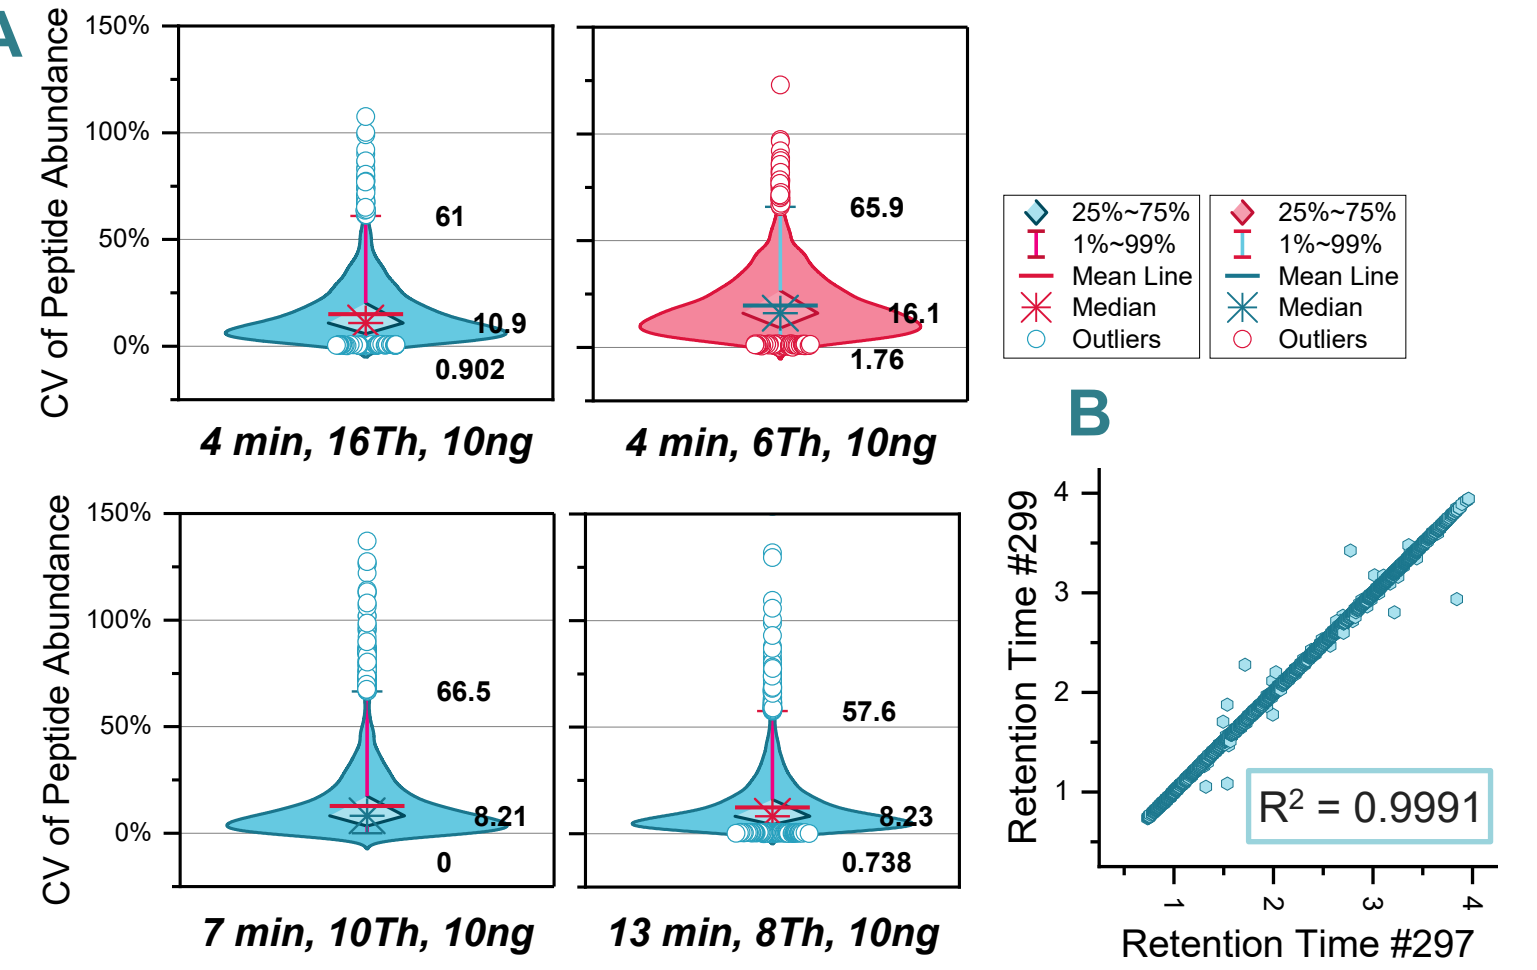 A
CV of Peptide Abundance
150%
100%
50%
0%
61
10.9
0.902
4 min, 16Th, 10ng
65.9
16.1
1.76
4 min, 6Th, 10ng
25%~75%
1%~99%
Mean Line
Median
Outliers
25%~75%
1%~99%
Mean Line
Median
Outliers
CV of Peptide Abundance
150%
100%
50%
0%
66.5
8.21
0
7 min, 10Th, 10ng
57.6
8.23
0.738
13 min, 8Th, 10ng
B
Retention Time #299
4
3
2
1
R² = 0.9991
1
2
3
4
Retention Time #297